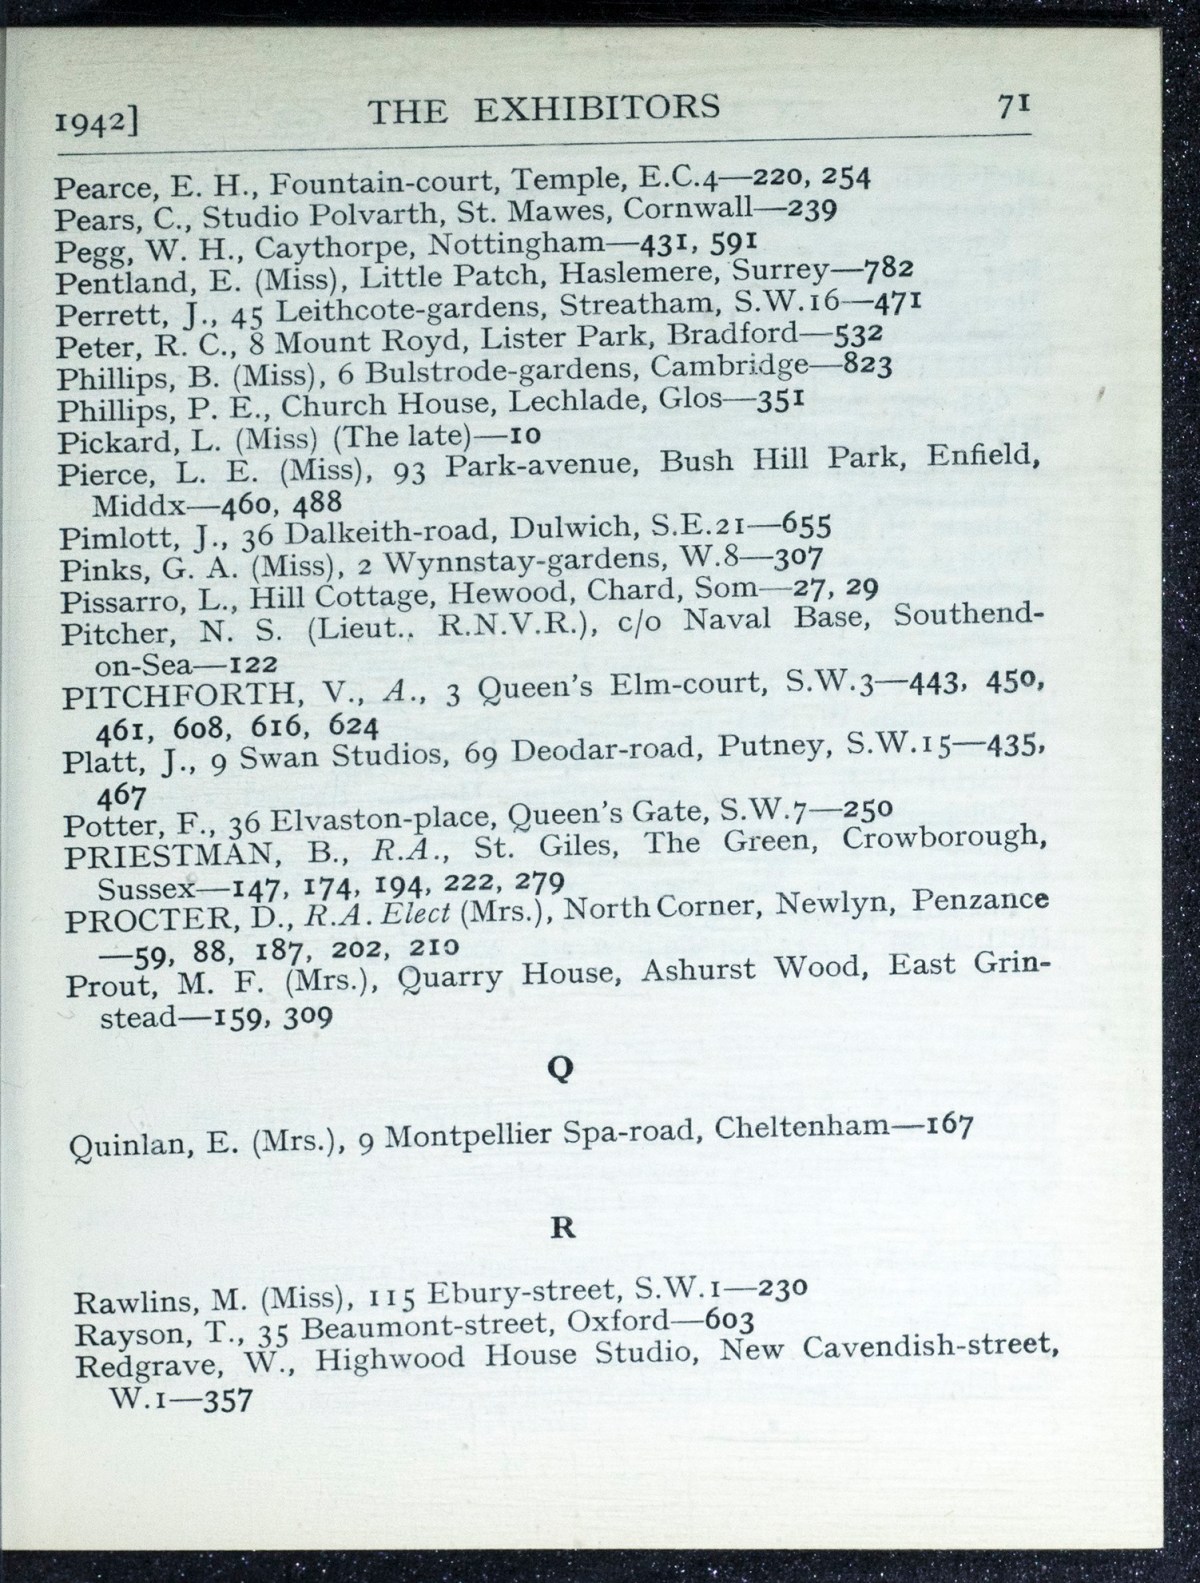 1942] THE EXHIBITORS 71
Pearce, E. H., Fountain-court, Temple, E.C.4—220, 254
Pears, C., Studio Polvarth, St. Mawes, Cornwall—239
Pegg, W. H., Caythorpe, Nottingham—431, 591
Pentland, E. (Miss), Little Patch, Haslemere, Surrey—782
Perrett, J., 45 Leithcote-gardens, Streatham, S.W.16—471
Peter, R. C., 8 Mount Royd, Lister Park, Bradford—532
Phillips, B. (Miss), 6 Bulstrode-gardens, Cambridge—823
Phillips, P. E., Church House, Lechlade, Glos—351
Pickard, L. (Miss) (The late)—10
Pierce, L. E. (Miss), 93 Park-avenue, Bush Hill Park, Enfield,
Middx—460, 488
Pimlott, J., 36 Dalkeith-road, Dulwich, S.E.21—655
Pinks, G. A. (Miss), 2 Wynnstay-gardens, W.8—307
Pissarro, L., Hill Cottage, Hewood, Chard, Som—27, 29
Pitcher, N. S. (Lieut., R.N.V.R.), c/o Naval Base, Southend-
on-Sea—122
PITCHFORTH, V., A., 3 Queen's Elm-court, S.W.3—443, 450,
461, 608, 616, 624
Platt, J., 9 Swan Studios, 69 Deodar-road, Putney, S.W.15—435,
467
Potter, F., 36 Elvaston-place, Queen's Gate, S.W.7—250
PRIESTMAN, B., R.A., St. Giles, The Green, Crowborough,
Sussex—147, 174, 194, 222, 279
PROCTER, D., R.A. Elect (Mrs.), North Corner, Newlyn, Penzance
—59, 88, 187, 202, 210
Prout, M. F. (Mrs.), Quarry House, Ashurst Wood, East Grin-
stead—159, 309
Q
Quinlan, E. (Mrs.), 9 Montpellier Spa-road, Cheltenham—167
R
Rawlins, M. (Miss), 115 Ebury-street, S.W.1—230
Rayson, T., 35 Beaumont-street, Oxford—603
Redgrave, W., Highwood House Studio, New Cavendish-street,
W.1—357